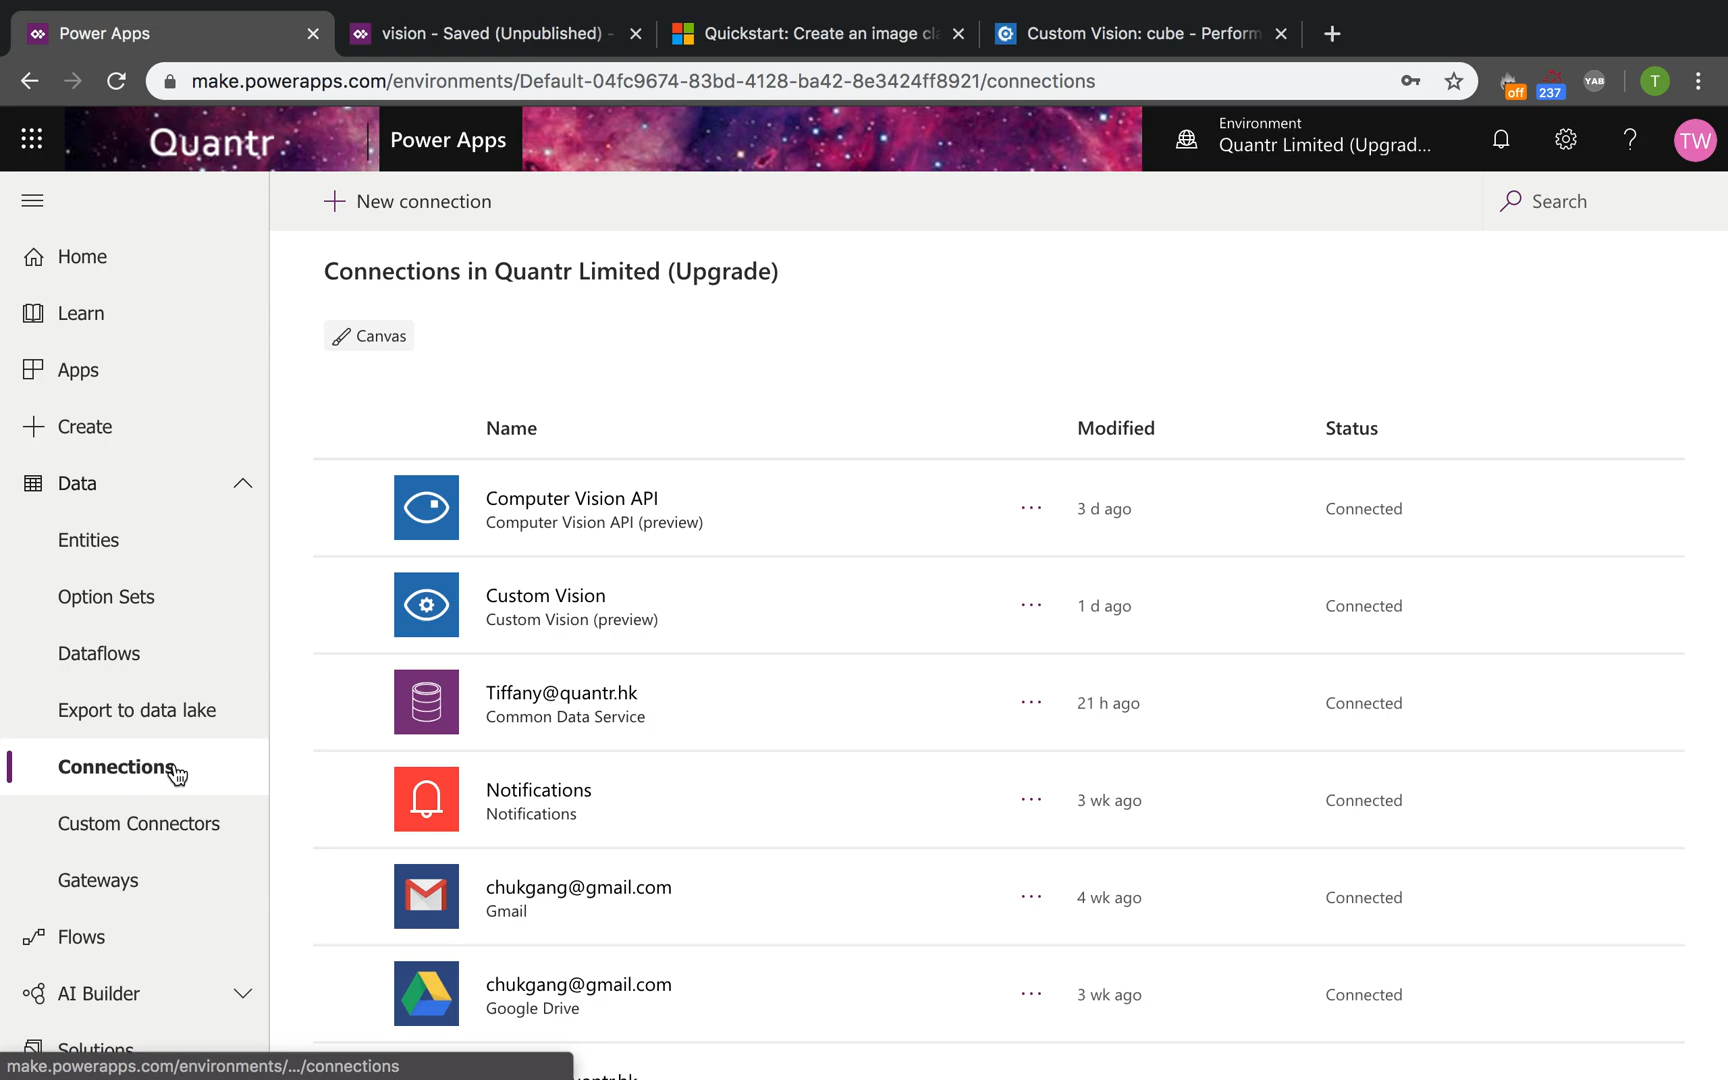 Power Apps
vision - Saved (Unpublished) -
Quickstart: Create an image cla
Custom Vision: cube - Perform
make.powerapps.com/environments/Default-04fc9674-83bd-4128-ba42-8e3424ff8921/connections
off
237
YAB
T
Quantr
Power Apps
Environment
Quantr Limited (Upgrad...
TW
New connection
Search
Home
Learn
Apps
Create
Data
Entities
Option Sets
Dataflows
Export to data lake
Connections
Custom Connectors
Gateways
Flows
AI Builder
Solutions
Connections in Quantr Limited (Upgrade)
Canvas
Name Modified Status
Computer Vision API
Computer Vision API (preview)
3 d ago
Connected
Custom Vision
Custom Vision (preview)
1 d ago
Connected
Tiffany@quantr.hk
Common Data Service
21 h ago
Connected
Notifications
Notifications
3 wk ago
Connected
chukgang@gmail.com
Gmail
4 wk ago
Connected
chukgang@gmail.com
Google Drive
3 wk ago
Connected
make.powerapps.com/environments/.../connections